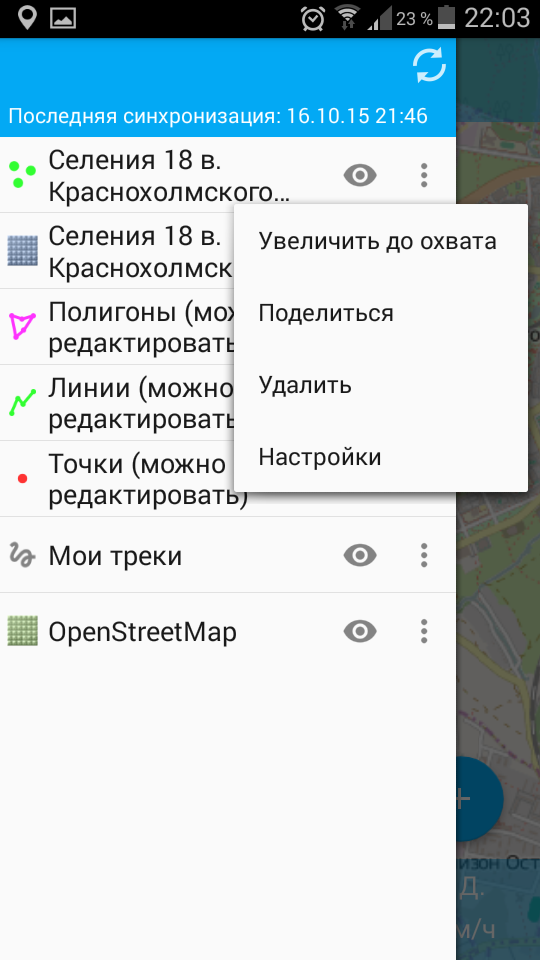 23 % 22:03
Последняя синхронизация: 16.10.15 21:46
Селения 18 в.
Краснохолмского...
Селения 18 в.
Краснохолмск
Полигоны (мож
редактировать
Линии (можно
редактировать
Точки (можно
редактировать)
Мои треки
OpenStreetMap
Увеличить до охвата
Поделиться
Удалить
Настройки
изон Ост
Д.
м/ч